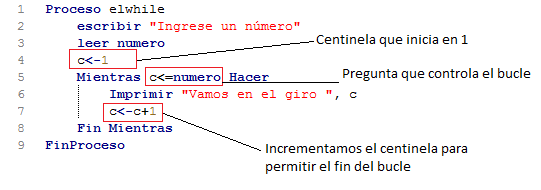 1 Proceso elwhile
2 escribir "Ingrese un número"
3 leer numero
Centinela que inicia en 1
4 c<-1
5 Mientras c<=numero Hacer
Pregunta que controla el bucle
6 Imprimir "Vamos en el giro ", c
7 c<-c+1
8 Fin Mientras
9 FinProceso
Incrementamos el centinela para
permitir el fin del bucle